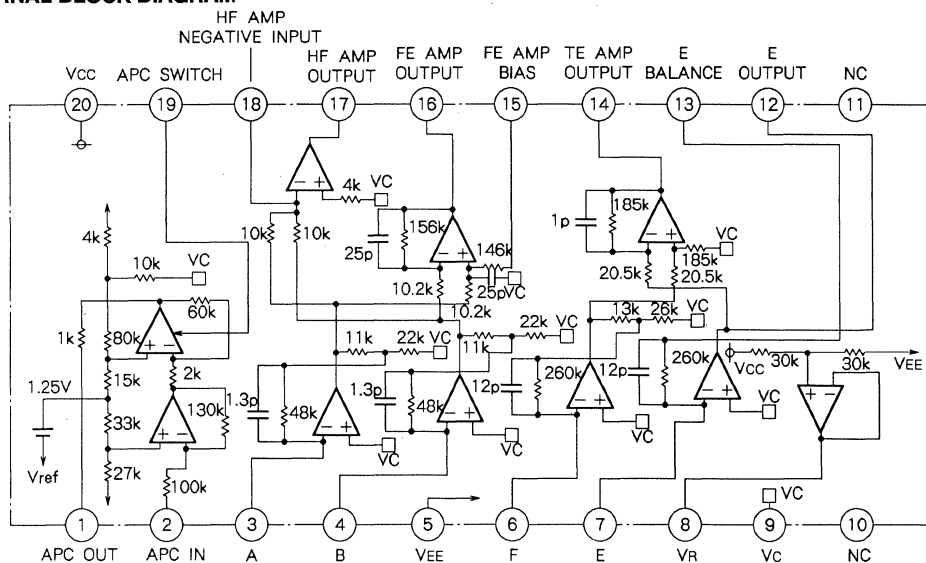 HF AMP
NEGATIVE INPUT
HF AMP
OUTPUT
FE AMP
OUTPUT
FE AMP
BIAS
TE AMP
OUTPUT
E
BALANCE
E
OUTPUT
NC
VCC
APC SWITCH
20
19
18
17
16
15
14
13
12
11
4k
VC
10k
10k
4k
10k
VC
60k
1k
80k
15k
2k
1.25V
33k
130k
Vref
27k
100k
156k
25p
146k
25p
VC
10.2k
10.2k
1p
185k
VC
185k
20.5k
20.5k
11k
22k
VC
1.3p
48k
VC
11k
22k
VC
1.3p
48k
VC
13k
26k
VC
12p
260k
VC
12p
260k
VC
VCC
30k
30k
VEE
VC
1
2
3
4
5
6
7
8
9
10
APC OUT
APC IN
A
B
VEE
F
E
VR
VC
NC